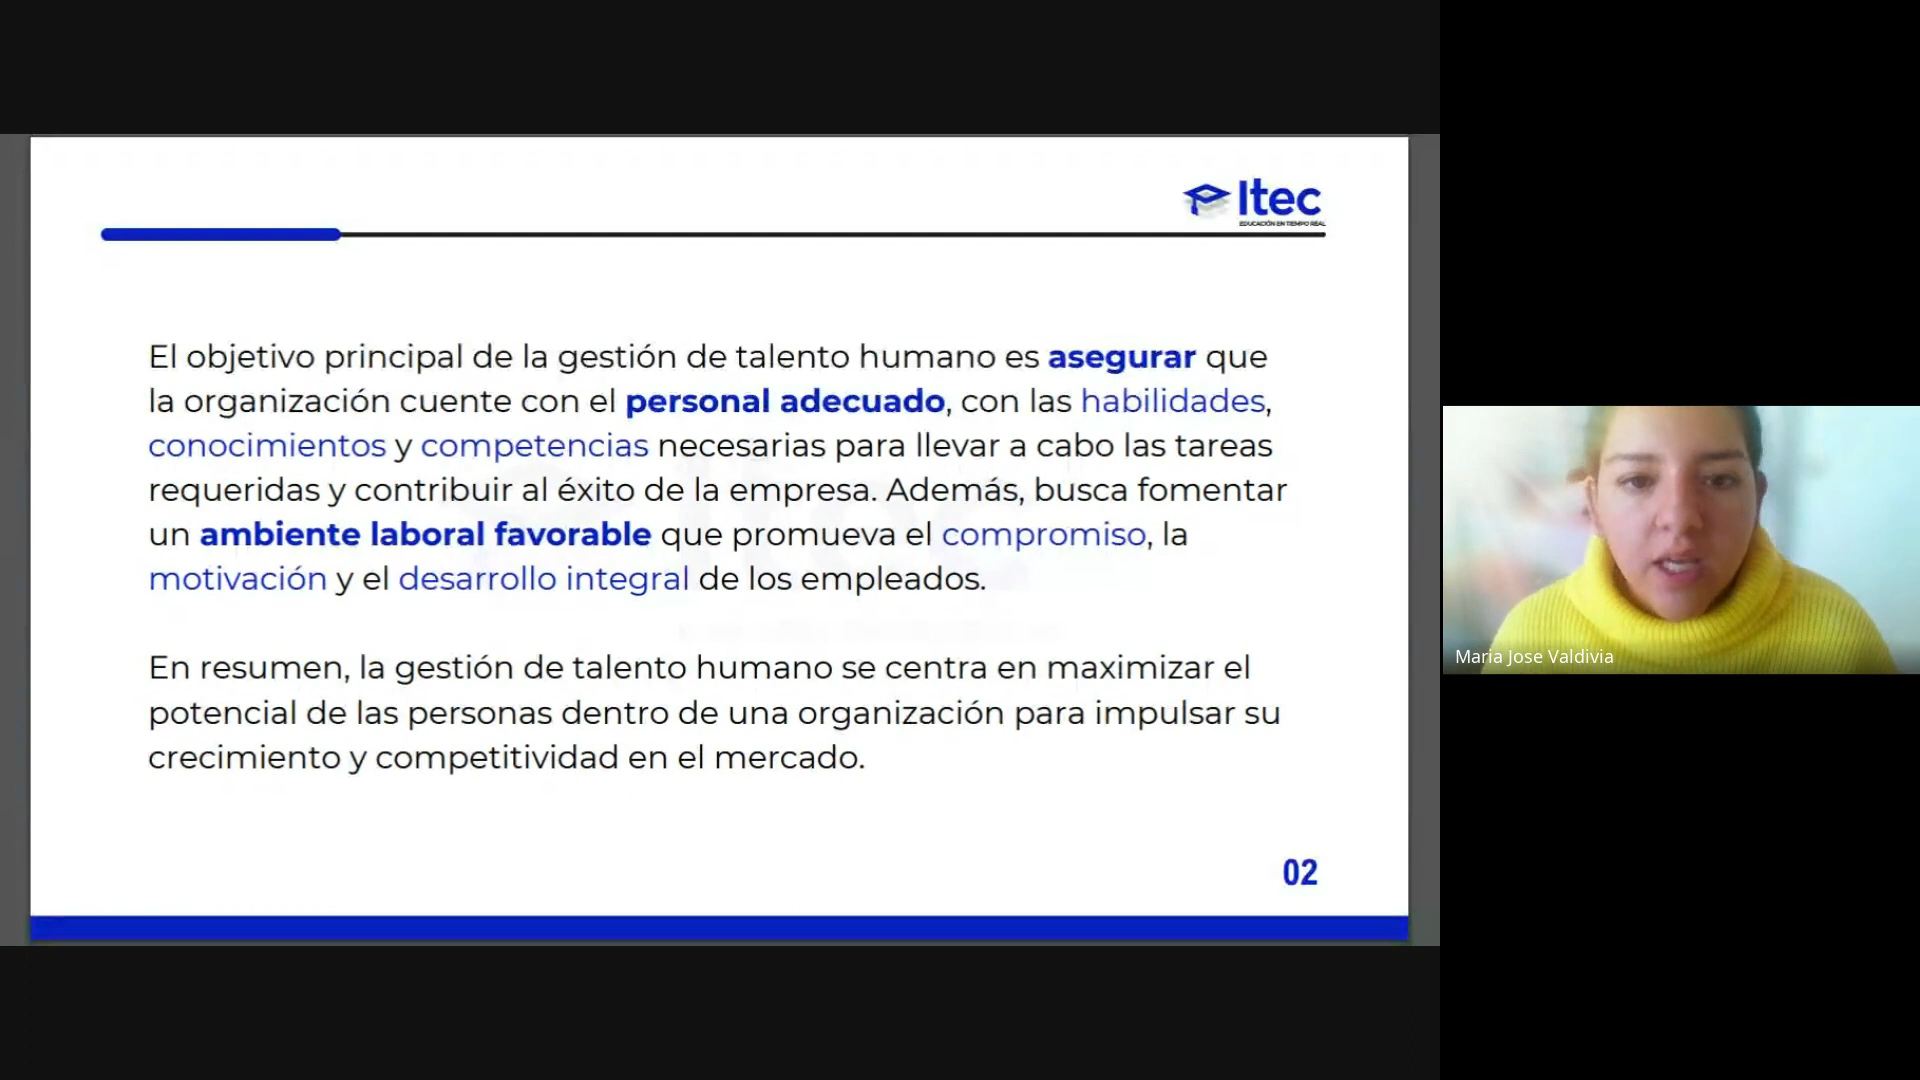 Itec
EDUCACIÓN EN TIEMPO REAL
El objetivo principal de la gestión de talento humano es asegurar que
la organización cuente con el personal adecuado, con las habilidades,
conocimientos y competencias necesarias para llevar a cabo las tareas
requeridas y contribuir al éxito de la empresa. Además, busca fomentar
un ambiente laboral favorable que promueva el compromiso, la
motivación y el desarrollo integral de los empleados.
En resumen, la gestión de talento humano se centra en maximizar el
potencial de las personas dentro de una organización para impulsar su
crecimiento y competitividad en el mercado.
02
Maria Jose Valdivia